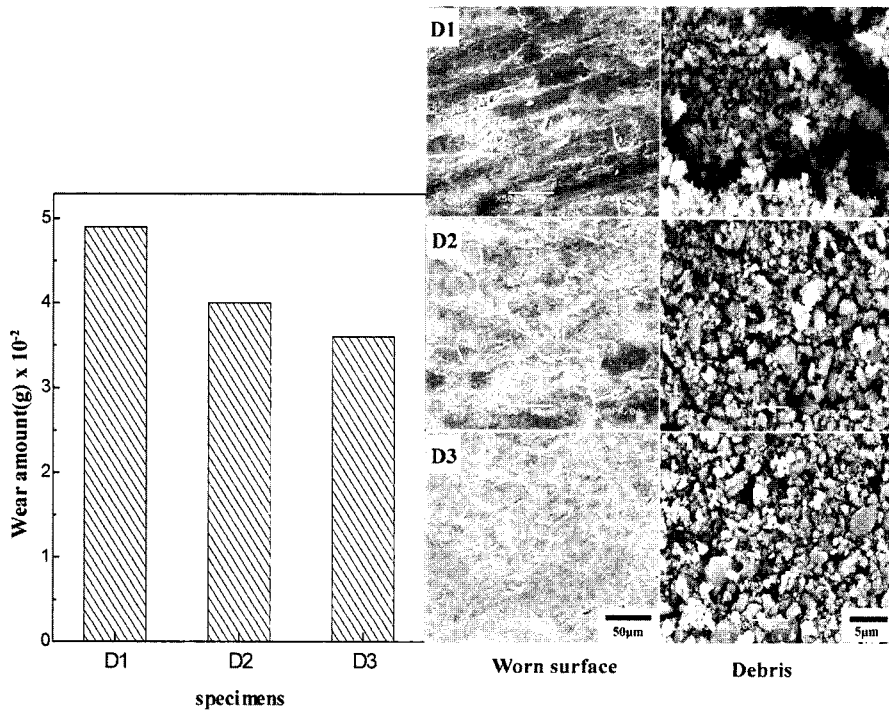 D1
D2
D3
5
4
3
2
1
0
Wear amount(g) x 10⁻²
D1 D2 D3
specimens
50μm
5μm
Worn surface
Debris